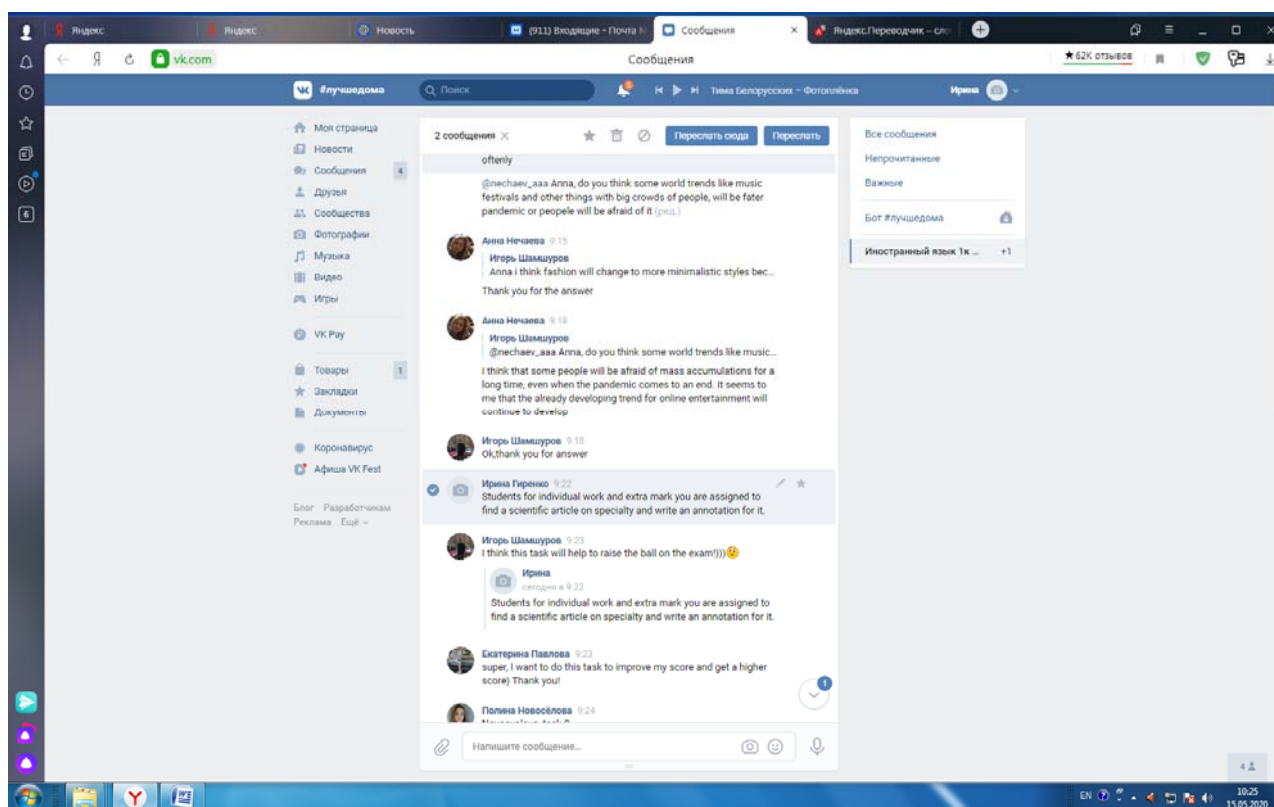 Яндекс
Яндекс
Новость
(911) Входящие - Почта
Сообщения
Яндекс.Переводчик – сло
vk.com
Сообщения
★ 62К отзывов
#лучшедома
Поиск
Тима Белорусских – Фотоплёнка
Ирина
Моя страница
Новости
Сообщения 4
Друзья
Сообщества
Фотографии
Музыка
Видео
Игры
VK Pay
Товары 1
Закладки
Документы
Коронавирус
Афиша VK Fest
Блог Разработчикам
Реклама Ещё
2 сообщения
Переслать сюда
Переслать
oftenly
@nechaev_aaa Anna, do you think some world trends like music
festivals and other things with big crowds of people, will be fater
pandemic or peopele will be afraid of it (ред.)
Анна Нечаева 9:15
Игорь Шамшуров
Anna i think fashion will change to more minimalistic styles bec...
Thank you for the answer
Анна Нечаева 9:18
Игорь Шамшуров
@nechaev_aaa Anna, do you think some world trends like music...
I think that some people will be afraid of mass accumulations for a
long time, even when the pandemic comes to an end. It seems to
me that the already developing trend for online entertainment will
continue to develop
Игорь Шамшуров 9:18
Ok,thank you for answer
Ирина Гиренко 9:22
Students for individual work and extra mark you are assigned to
find a scientific article on specialty and write an annotation for it.
Игорь Шамшуров 9:23
I think this task will help to raise the ball on the exam!)))
Ирина
сегодня в 9:22
Students for individual work and extra mark you are assigned to
find a scientific article on specialty and write an annotation for it.
Екатерина Павлова 9:23
super, I want to do this task to improve my score and get a higher
score) Thank you!
1
Полина Новосёлова 9:24
Напишите сообщение...
Все сообщения
Непрочитанные
Важные
Бот #лучшедома
Иностранный язык 1к ... +1
6
4
EN
10:25
15.05.2020